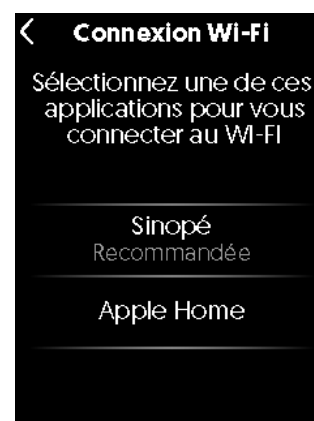 Connexion Wi-Fi
Sélectionnez une de ces
applications pour vous
connecter au WI-FI
Sinopé
Recommandée
Apple Home